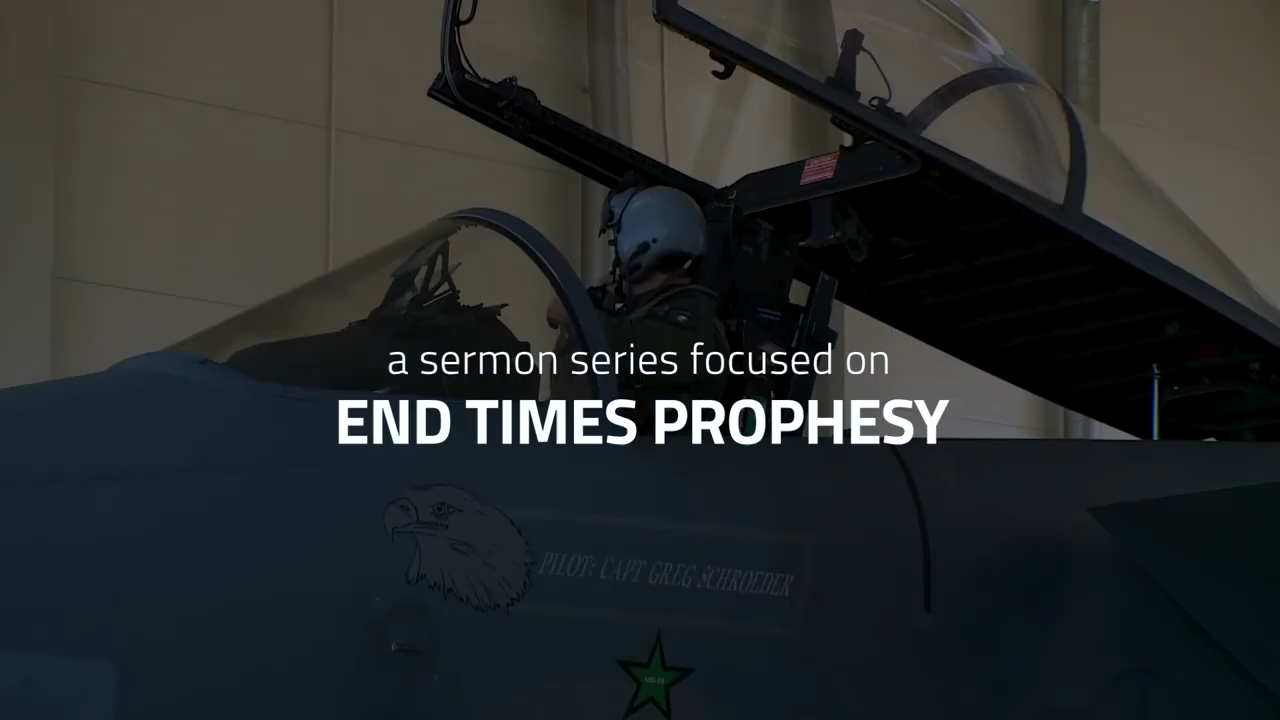 a sermon series focused on
END TIMES PROPHESY
PILOT: CAPT GREG SCHROEDER